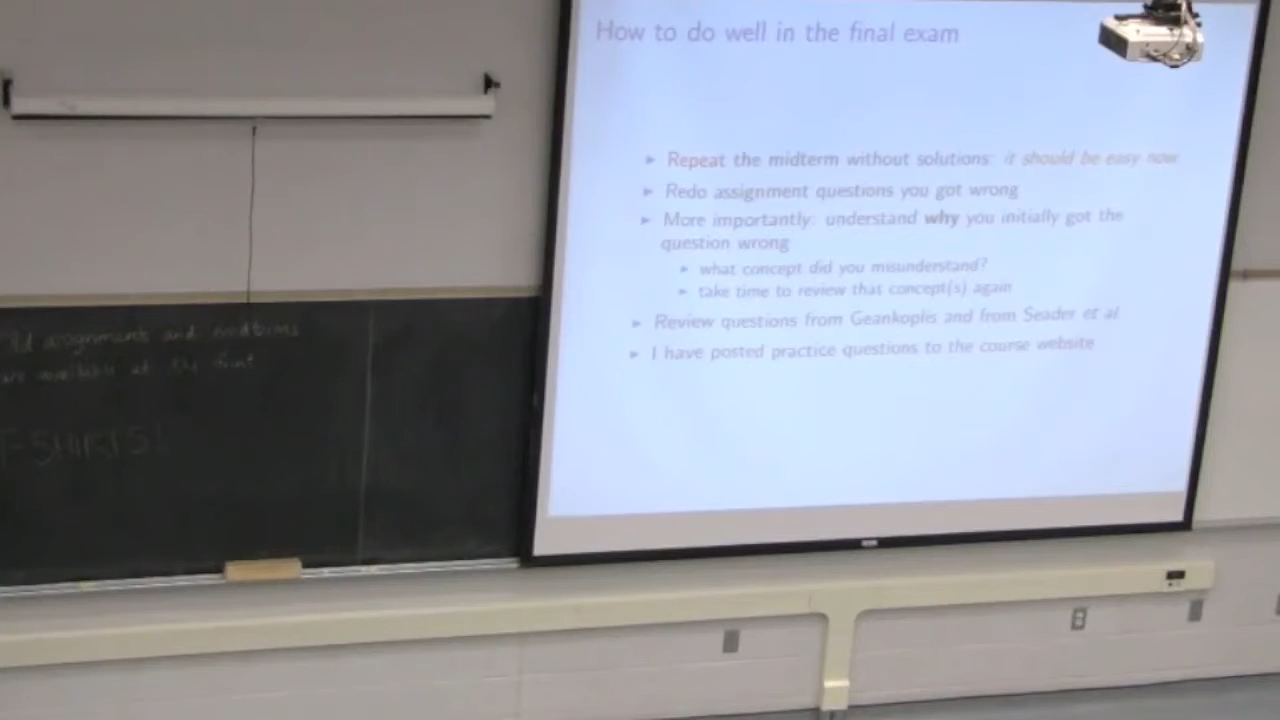 How to do well in the final exam
► Repeat the midterm without solutions: it should be easy now
► Redo assignment questions you got wrong
► More importantly: understand why you initially got the
question wrong
► what concept did you misunderstand?
► take time to review that concept(s) again
► Review questions from Geankoplis and from Seader et al
► I have posted practice questions to the course website
assignments and midterms
are available at the front
T-SHIRTS!